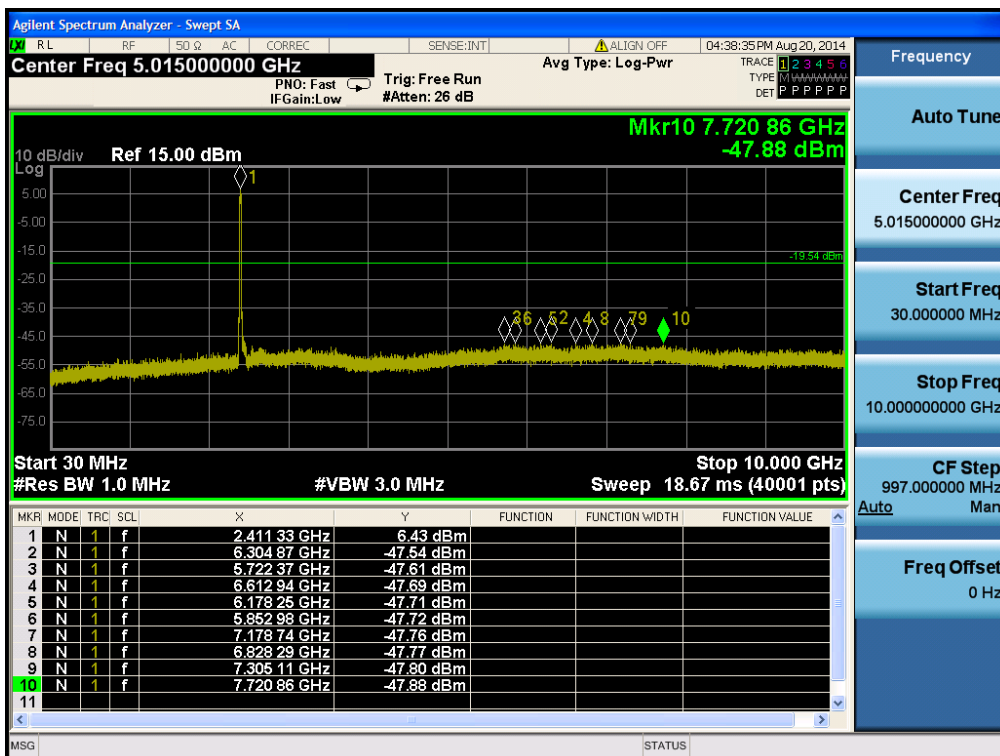 Agilent Spectrum Analyzer - Swept SA
LXI RL RF 50 Ω AC CORREC SENSE:INT ALIGN OFF 04:38:35 PM Aug 20, 2014
Center Freq 5.015000000 GHz
PNO: Fast
IFGain:Low
Trig: Free Run
#Atten: 26 dB
Avg Type: Log-Pwr
TRACE 1 2 3 4 5 6
TYPE M WWWWW
DET P P P P P P
Mkr10 7.720 86 GHz
-47.88 dBm
10 dB/div Ref 15.00 dBm
Log
5.00
-5.00
-15.0
-25.0
-35.0
-45.0
-55.0
-65.0
-75.0
1
-19.54 dBm
3 6 5 2 4 8 7 9 10
Start 30 MHz Stop 10.000 GHz
#Res BW 1.0 MHz #VBW 3.0 MHz Sweep 18.67 ms (40001 pts)
MKR MODE TRC SCL X Y FUNCTION FUNCTION WIDTH FUNCTION VALUE
1 N 1 f 2.411 33 GHz 6.43 dBm
2 N 1 f 6.304 87 GHz -47.54 dBm
3 N 1 f 5.722 37 GHz -47.61 dBm
4 N 1 f 6.612 94 GHz -47.69 dBm
5 N 1 f 6.178 25 GHz -47.71 dBm
6 N 1 f 5.852 98 GHz -47.72 dBm
7 N 1 f 7.178 74 GHz -47.76 dBm
8 N 1 f 6.828 29 GHz -47.77 dBm
9 N 1 f 7.305 11 GHz -47.80 dBm
10 N 1 f 7.720 86 GHz -47.88 dBm
11
MSG STATUS
Frequency
Auto Tune
Center Freq
5.015000000 GHz
Start Freq
30.000000 MHz
Stop Freq
10.000000000 GHz
CF Step
997.000000 MHz
Auto Man
Freq Offset
0 Hz